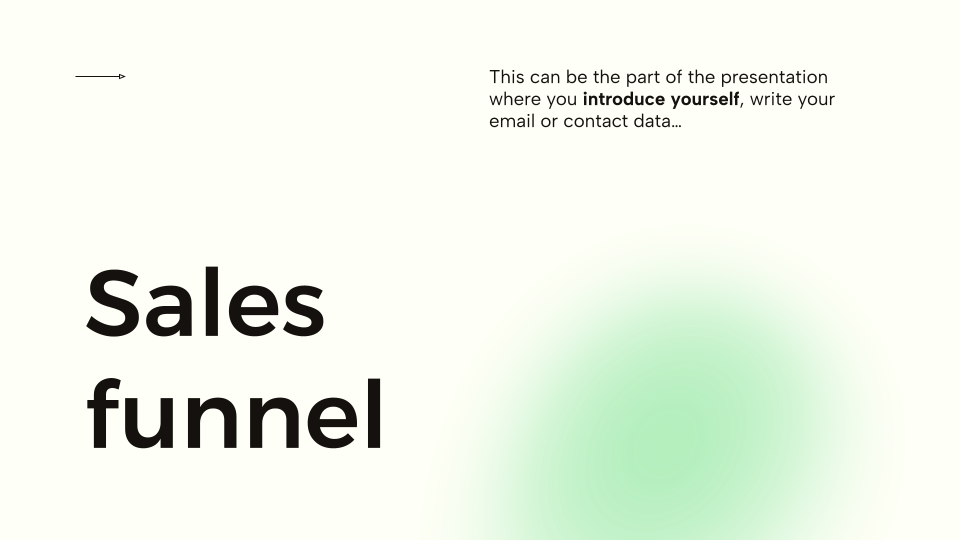 This can be the part of the presentation
where you introduce yourself, write your
email or contact data…
Sales
funnel